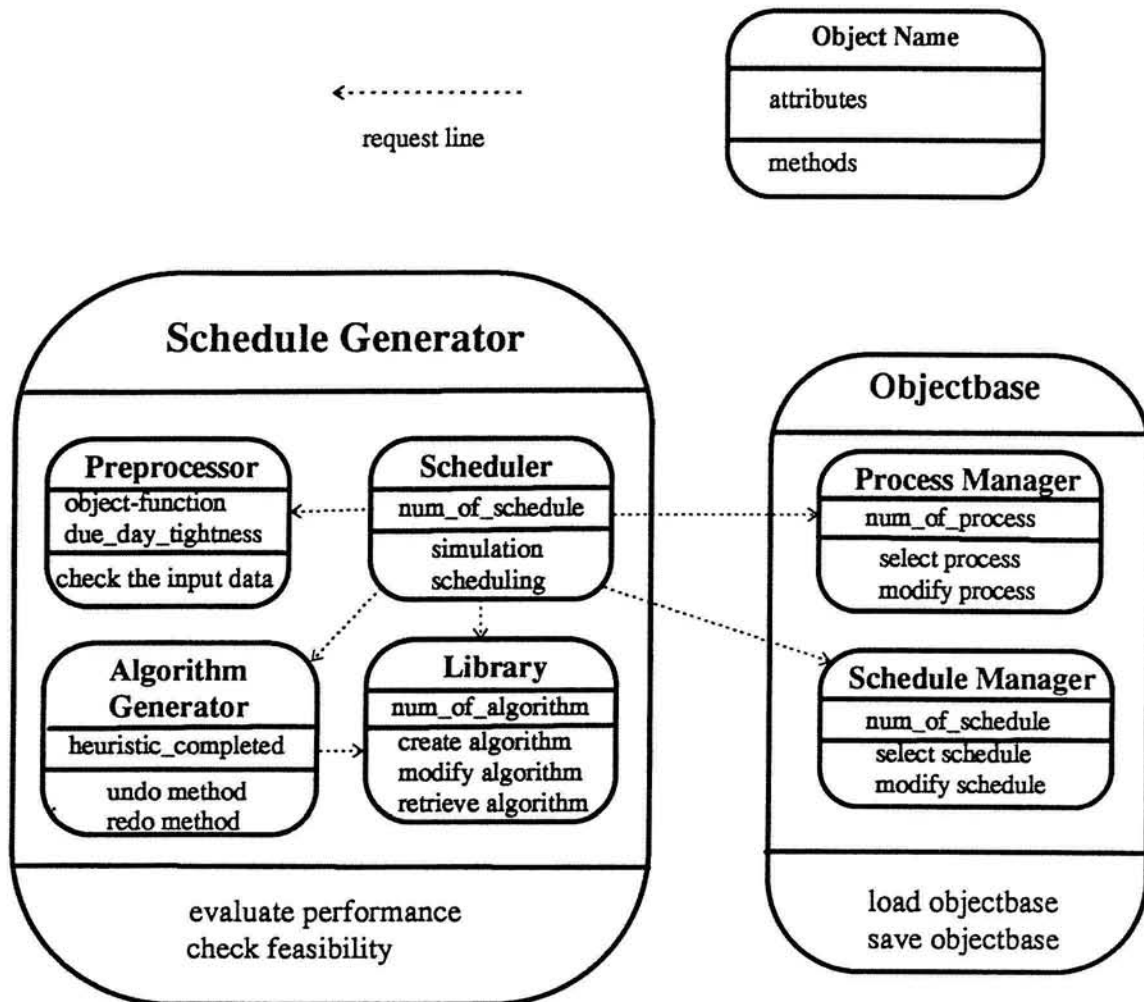 Object Name
attributes
methods
request line
Schedule Generator
Preprocessor
object-function
due_day_tightness
check the input data
Scheduler
num_of_schedule
simulation
scheduling
Algorithm
Generator
heuristic_completed
undo method
redo method
Library
num_of_algorithm
create algorithm
modify algorithm
retrieve algorithm
evaluate performance
check feasibility
Objectbase
Process Manager
num_of_process
select process
modify process
Schedule Manager
num_of_schedule
select schedule
modify schedule
load objectbase
save objectbase